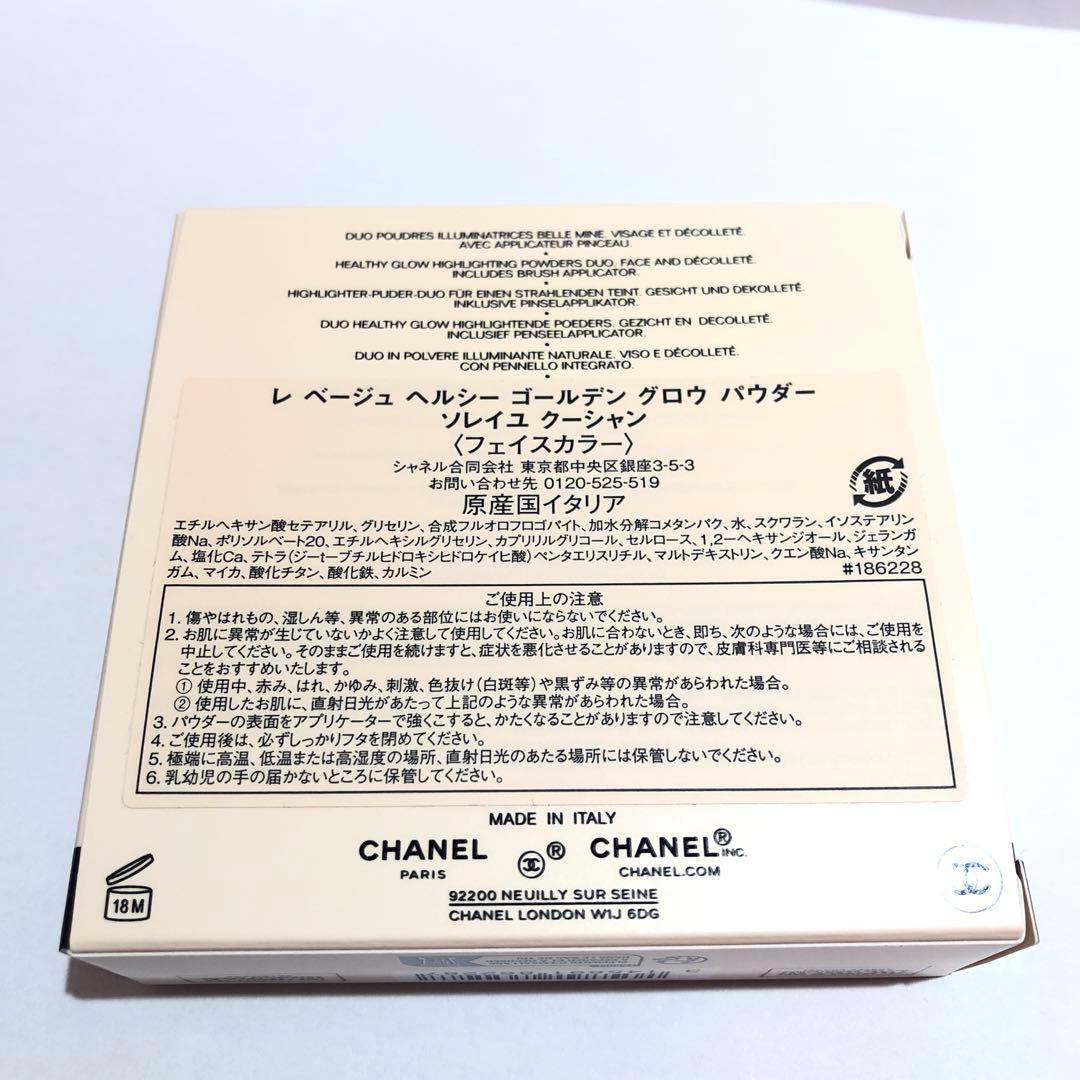 DUO POUDRES ILLUMINATRICES BELLE MINE. VISAGE ET DÉCOLLETÉ.
AVEC APPLICATEUR PINCEAU.
HEALTHY GLOW HIGHLIGHTING POWDERS DUO. FACE AND DÉCOLLETÉ.
INCLUDES BRUSH APPLICATOR.
HIGHLIGHTER-PUDER-DUO FÜR EINEN STRAHLENDEN TEINT. GESICHT UND DEKOLLETÉ.
INKLUSIVE PINSELAPPLIKATOR.
DUO HEALTHY GLOW HIGHLIGHTENDE POEDERS. GEZICHT EN DECOLLETÉ.
INCLUSIEF PENSEELAPPLICATOR.
DUO IN POLVERE ILLUMINANTE NATURALE. VISO E DÉCOLLETÉ.
CON PENNELLO INTEGRATO.
レ ベージュ ヘルシー ゴールデン グロウ パウダー
ソレイユ クーシャン
〈フェイスカラー〉
シャネル合同会社 東京都中央区銀座3-5-3
お問い合わせ先 0120-525-519
原産国イタリア
紙
エチルヘキサン酸セテアリル、グリセリン、合成フルオロフロゴパイト、加水分解コメタンパク、水、スクワラン、イソステアリン
酸Na、ポリソルベート20、エチルヘキシルグリセリン、カプリリルグリコール、セルロース、1,2-ヘキサンジオール、ジェランガ
ム、塩化Ca、テトラ(ジーt-ブチルヒドロキシヒドロケイヒ酸)ペンタエリスリチル、マルトデキストリン、クエン酸Na、キサンタン
ガム、マイカ、酸化チタン、酸化鉄、カルミン #186228
ご使用上の注意
1. 傷やはれもの、湿しん等、異常のある部位にはお使いにならないでください。
2. お肌に異常が生じていないかよく注意して使用してください。お肌に合わないとき、即ち、次のような場合には、ご使用を
中止してください。そのままご使用を続けますと、症状を悪化させることがありますので、皮膚科専門医等にご相談される
ことをおすすめいたします。
① 使用中、赤み、はれ、かゆみ、刺激、色抜け(白斑等)や黒ずみ等の異常があらわれた場合。
② 使用したお肌に、直射日光があたって上記のような異常があらわれた場合。
3. パウダーの表面をアプリケーターで強くこすると、かたくなることがありますので注意してください。
4. ご使用後は、必ずしっかりフタを閉めてください。
5. 極端に高温、低温または高湿度の場所、直射日光のあたる場所には保管しないでください。
6. 乳幼児の手の届かないところに保管してください。
MADE IN ITALY
CHANEL ® CHANEL® INC.
PARIS CHANEL.COM
92200 NEUILLY SUR SEINE
CHANEL LONDON W1J 6DG
18M